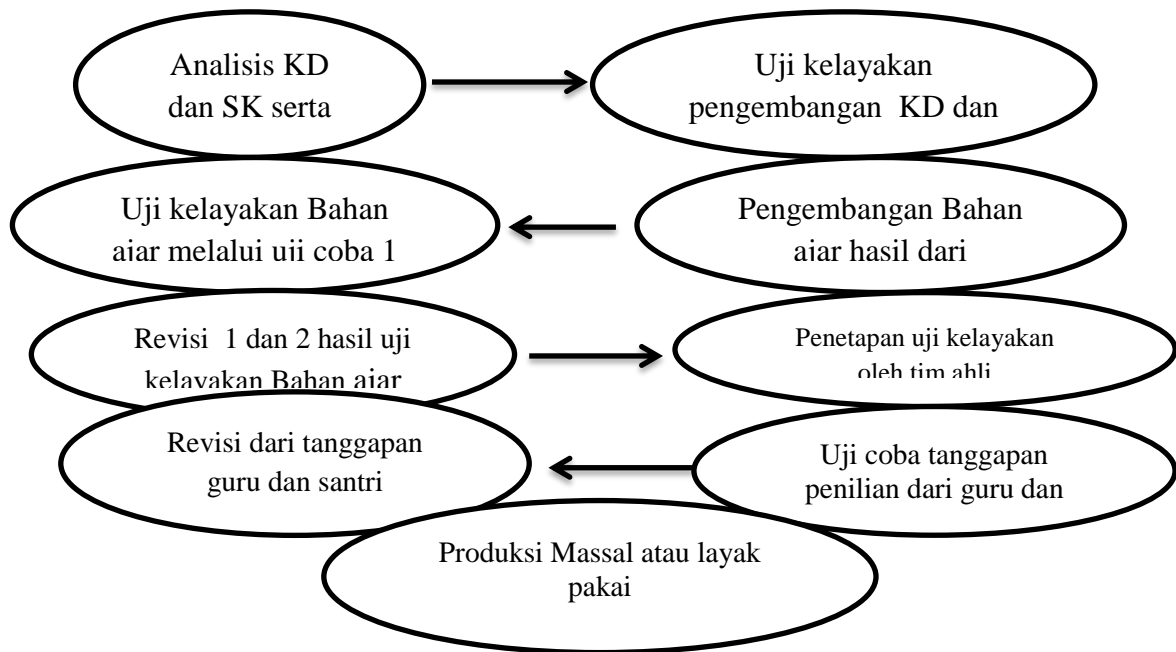 Analisis KD
dan SK serta
Uji kelayakan
pengembangan KD dan
Uji kelayakan Bahan
ajar melalui uji coba 1
Pengembangan Bahan
ajar hasil dari
Revisi 1 dan 2 hasil uji
kelayakan Bahan ajar
Penetapan uji kelayakan
oleh tim ahli
Revisi dari tanggapan
guru dan santri
Uji coba tanggapan
penilian dari guru dan
Produksi Massal atau layak
pakai